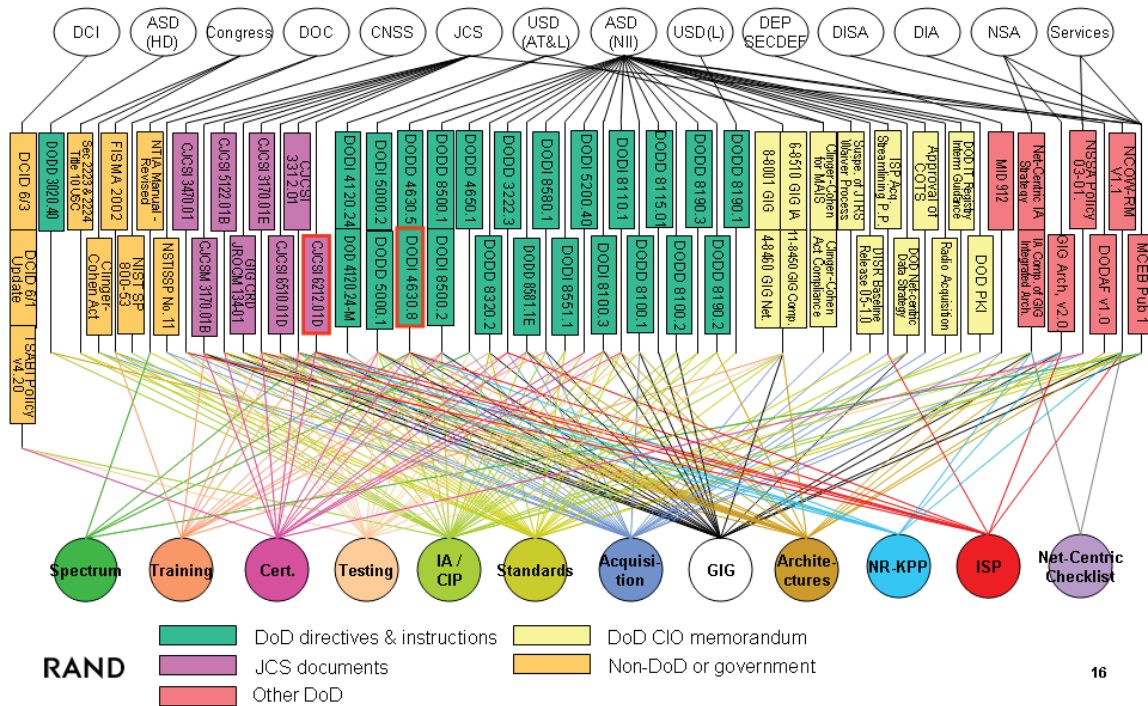 DCI
ASD
(HD)
Congress
DOC
CNSS
JCS
USD
(AT&L)
ASD
(NII)
USD(L)
DEP
SECDEF
DISA
DIA
NSA
Services
DCID 6/3
DODD 3020.40
Sec 2223 & 2224
Title 10 USC
FISMA 2002
NTIA Manual -
Revised
CJCSI 3470.01
CJCSI 5122.01B
CJCSI 3170.01E
CJCSI
3312.01
DODI 4120.24
DODI 5000.2
DODD 4630.5
DODD 8500.1
DODD 4650.1
DODD 3222.3
DODI 8580.1
DODI 5200.40
DODI 8110.1
DODD 8115.01
DODD 8190.3
DODD 8190.1
8-8001 GIG
6-8510 GIG IA
Clinger-Cohen
for MAIS
Suspe. of ITRS
Waiver Process
ISP Acq.
Streamlining P.P.
Approval of
COTS
DOD IT Registry
Interm Guidance
MID 912
Net-Centric IA
Strategy
NSSA Policy
03-01.
NCOW-RM
V1.1
DCID 6/1
Update
Clinger-
Cohen Act
NIST SP
800-53
NSTISSP No. 11
CJCSM 3170.01B
GIG CRD
JROCM 134-01
CJCSI 6510.01D
CJCSI 6212.01D
DOD 4120.24-M
DODD 5000.1
DODI 4630.8
DODI 8500.2
DODD 8320.2
DODD 8581.1E
DODI 8551.1
DODD 8100.3
DODD 8100.1
DODD 8100.2
DODD 8190.2
4-8460 GIG Net.
11-8450 GIG Comp.
Clinger-Cohen
Act Compliance
DISR Baseline
Release 05-1.0
DOD Net-centric
Data Strategy
Radio Acquisition
DOD PKI
IA Comp of GIG
Integrated Arch.
GIG Arch, v2.0
DODAF v1.0
MCEB Pub 1
TSABI Policy
v4.20
Spectrum
Training
Cert.
Testing
IA /
CIP
Standards
Acquisi-
tion
GIG
Archite-
ctures
NR-KPP
ISP
Net-Centric
Checklist
DoD directives & instructions
DoD CIO memorandum
JCS documents
Non-DoD or government
Other DoD
RAND
16